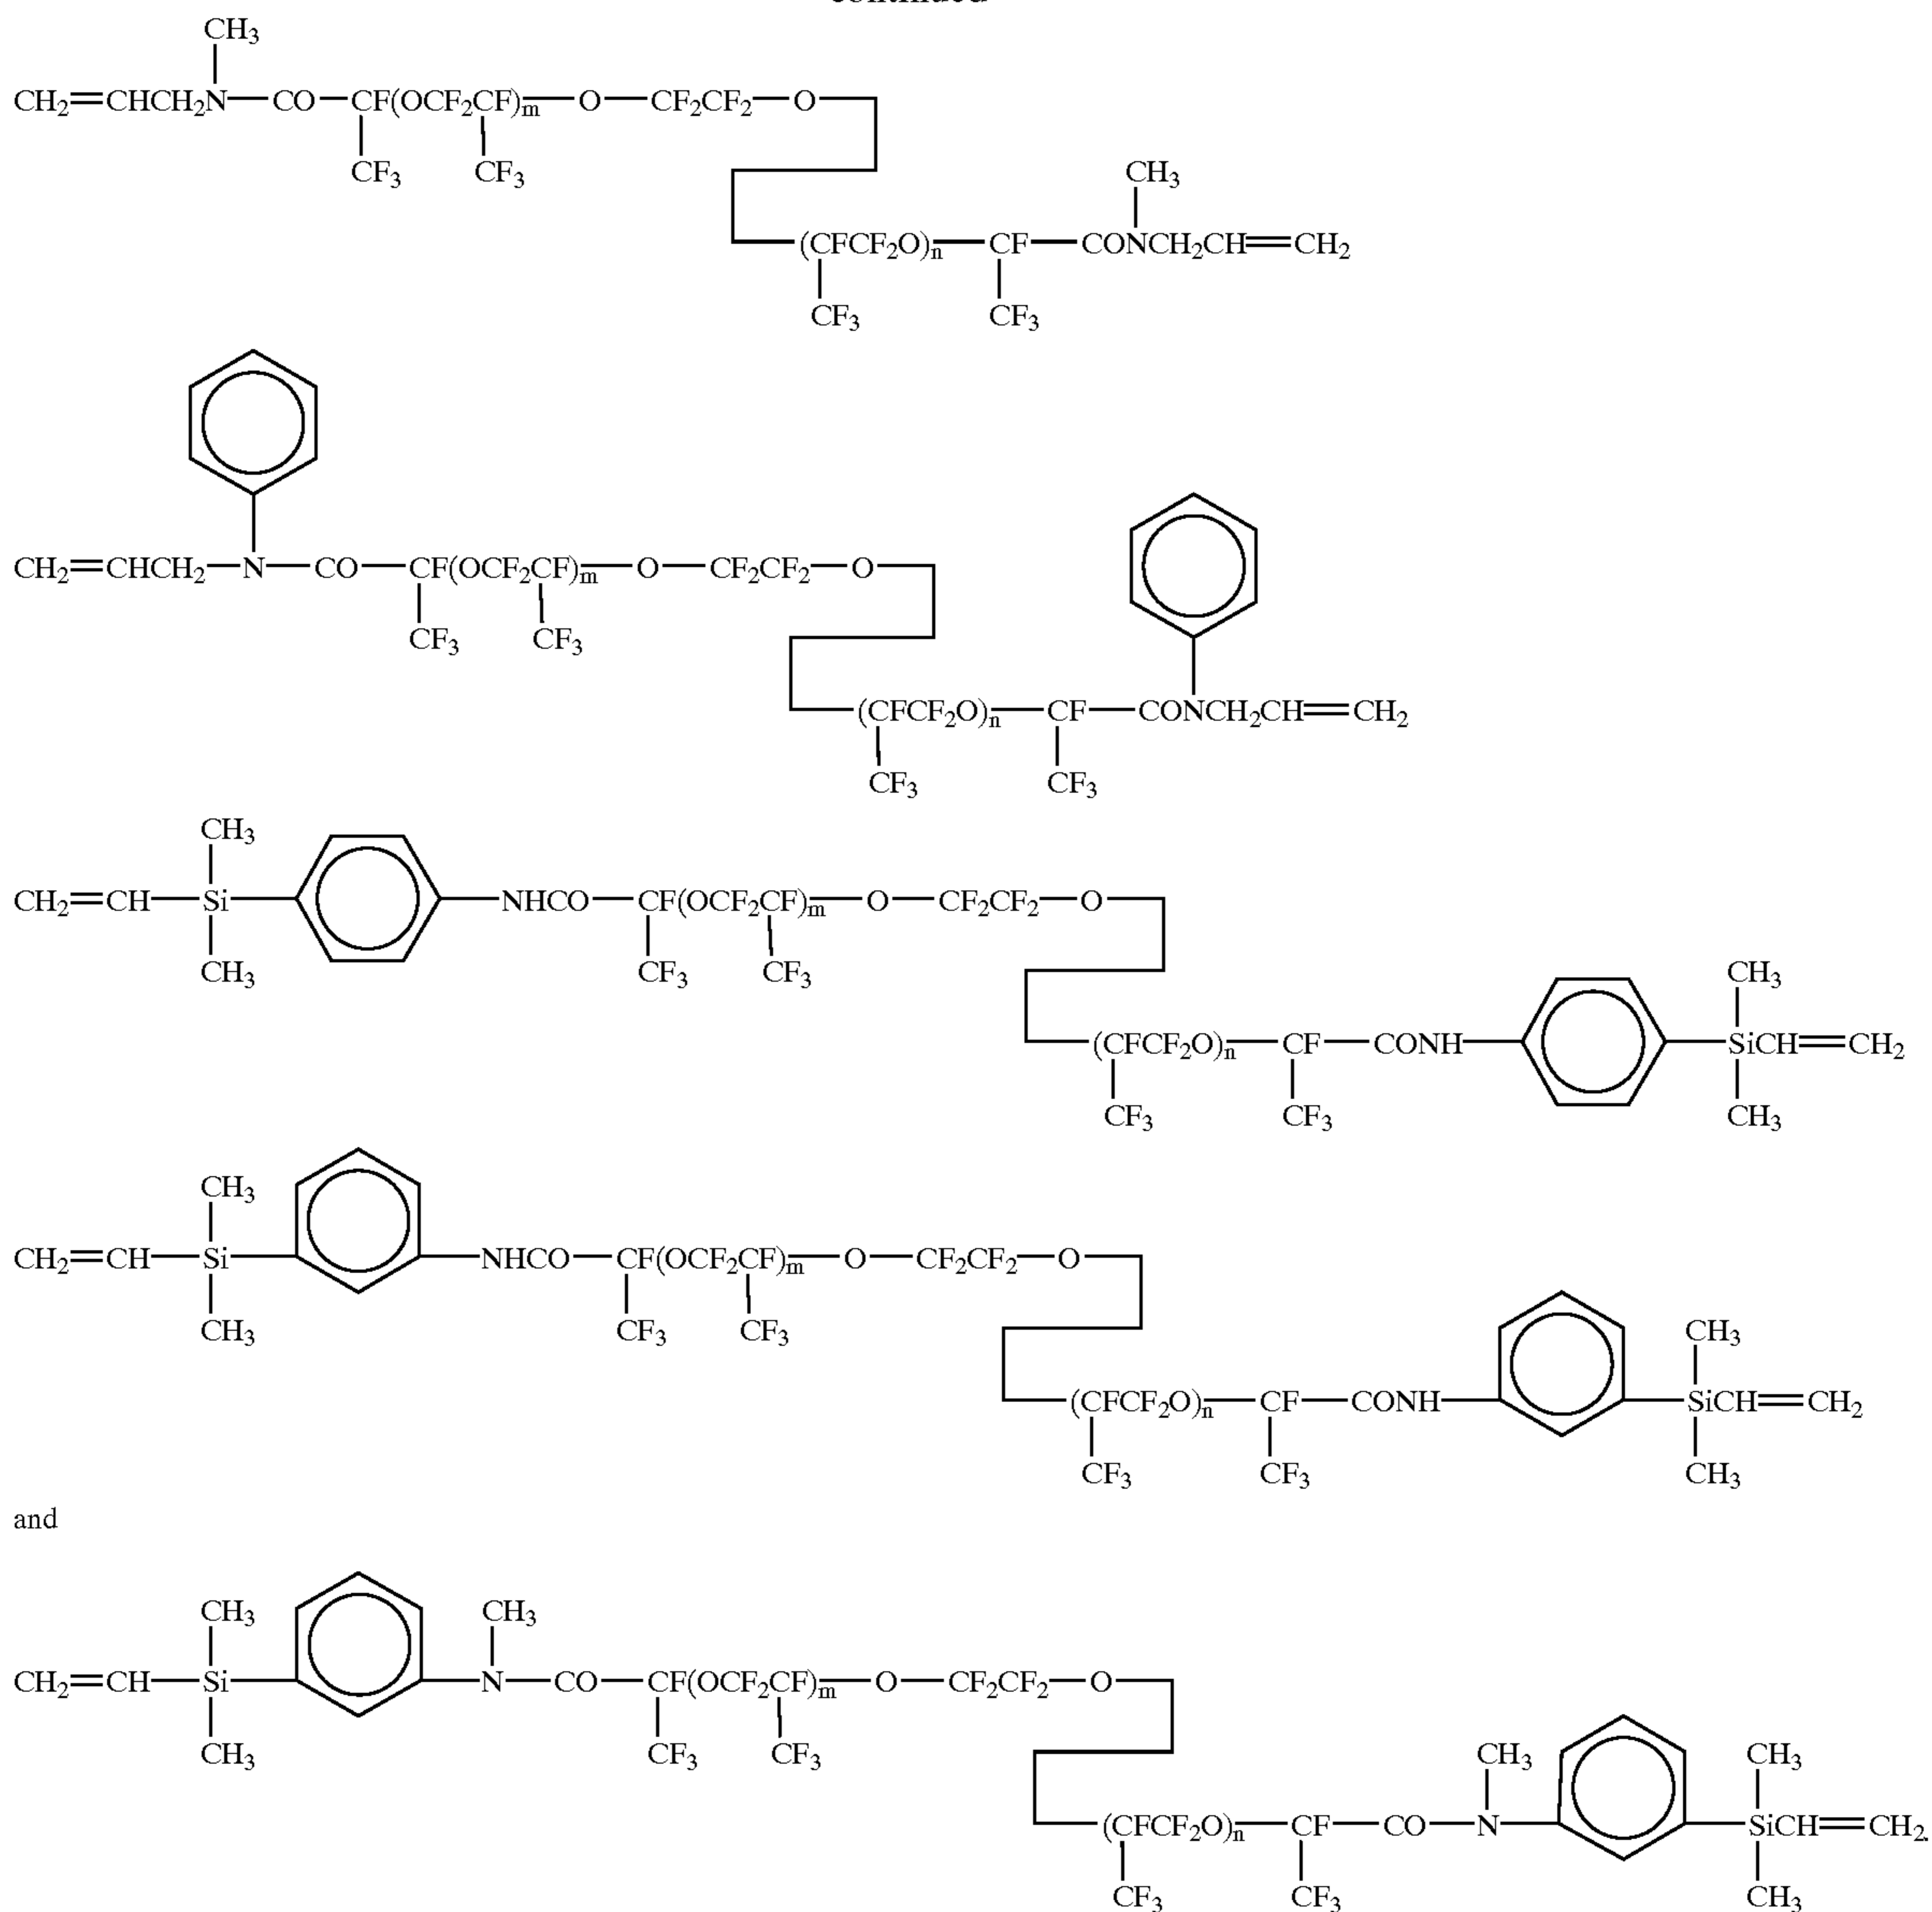 continued
CH3
CH2=CHCH2N—CO—CF(OCF2CF)m—O—CF2CF2—O
CF3 CF3
CH3
(CFCF2O)n—CF—CONCH2CH=CH2
CF3 CF3
CH2=CHCH2—N—CO—CF(OCF2CF)m—O—CF2CF2—O
CF3 CF3
(CFCF2O)n—CF—CONCH2CH=CH2
CF3 CF3
CH3
CH2=CH—Si—NHCO—CF(OCF2CF)m—O—CF2CF2—O
CH3 CF3 CF3
CH3
(CFCF2O)n—CF—CONH—SiCH=CH2
CF3 CF3 CH3
CH3
CH2=CH—Si—NHCO—CF(OCF2CF)m—O—CF2CF2—O
CH3 CF3 CF3
CH3
(CFCF2O)n—CF—CONH—SiCH=CH2
CF3 CF3 CH3
and
CH3 CH3
CH2=CH—Si—N—CO—CF(OCF2CF)m—O—CF2CF2—O
CH3 CF3 CF3
CH3 CH3
(CFCF2O)n—CF—CO—N—SiCH=CH2.
CF3 CF3 CH3